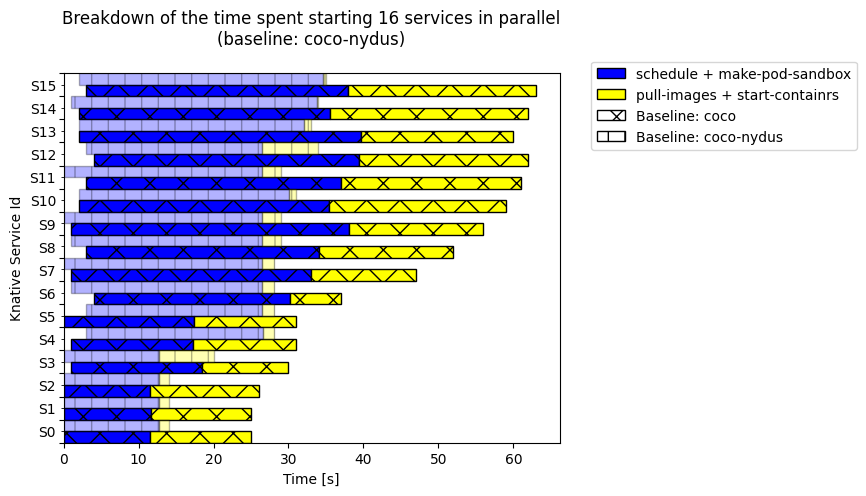 Breakdown of the time spent starting 16 services in parallel
(baseline: coco-nydus)
schedule + make-pod-sandbox
pull-images + start-containrs
Baseline: coco
Baseline: coco-nydus
Knative Service Id
S15
S14
S13
S12
S11
S10
S9
S8
S7
S6
S5
S4
S3
S2
S1
S0
0 10 20 30 40 50 60
Time [s]